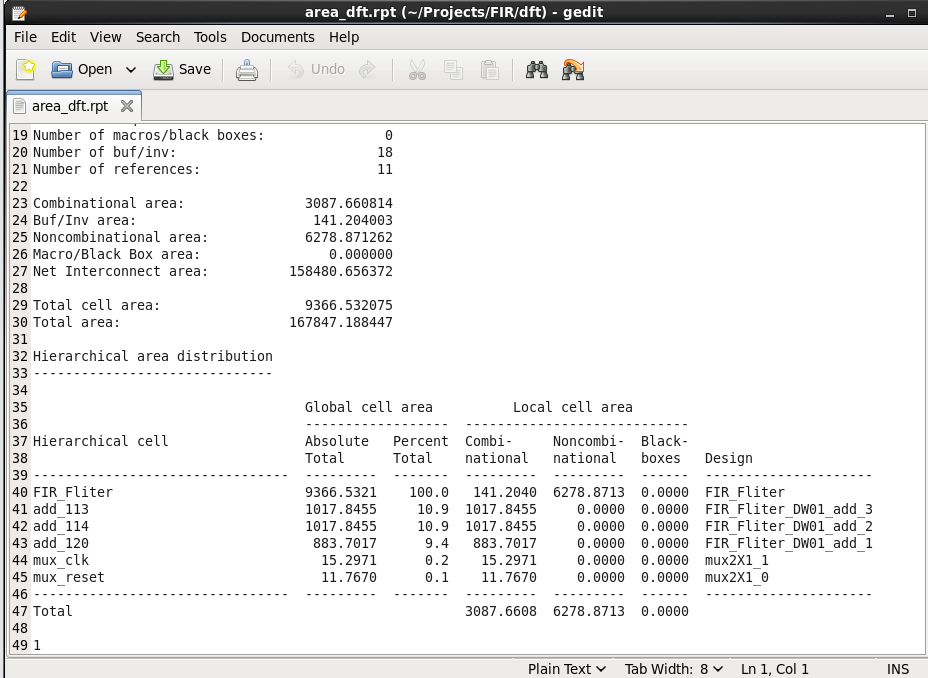 area_dft.rpt (~/Projects/FIR/dft) - gedit
File Edit View Search Tools Documents Help
Open Save Undo
area_dft.rpt
19 Number of macros/black boxes: 0
20 Number of buf/inv: 18
21 Number of references: 11
22
23 Combinational area: 3087.660814
24 Buf/Inv area: 141.204003
25 Noncombinational area: 6278.871262
26 Macro/Black Box area: 0.000000
27 Net Interconnect area: 158480.656372
28
29 Total cell area: 9366.532075
30 Total area: 167847.188447
31
32 Hierarchical area distribution
33 ------------------------------
34
35 Global cell area Local cell area
36 ------------------ ----------------------------
37 Hierarchical cell Absolute Percent Combi- Noncombi- Black-
38 Total Total national national boxes Design
39 -------------------------------- --------- ------- --------- --------- ------ ---------------------
40 FIR_Fliter 9366.5321 100.0 141.2040 6278.8713 0.0000 FIR_Fliter
41 add_113 1017.8455 10.9 1017.8455 0.0000 0.0000 FIR_Fliter_DW01_add_3
42 add_114 1017.8455 10.9 1017.8455 0.0000 0.0000 FIR_Fliter_DW01_add_2
43 add_120 883.7017 9.4 883.7017 0.0000 0.0000 FIR_Fliter_DW01_add_1
44 mux_clk 15.2971 0.2 15.2971 0.0000 0.0000 mux2X1_1
45 mux_reset 11.7670 0.1 11.7670 0.0000 0.0000 mux2X1_0
46 -------------------------------- --------- ------- --------- --------- ------ ---------------------
47 Total 3087.6608 6278.8713 0.0000
48
49 1
Plain Text Tab Width: 8 Ln 1, Col 1 INS